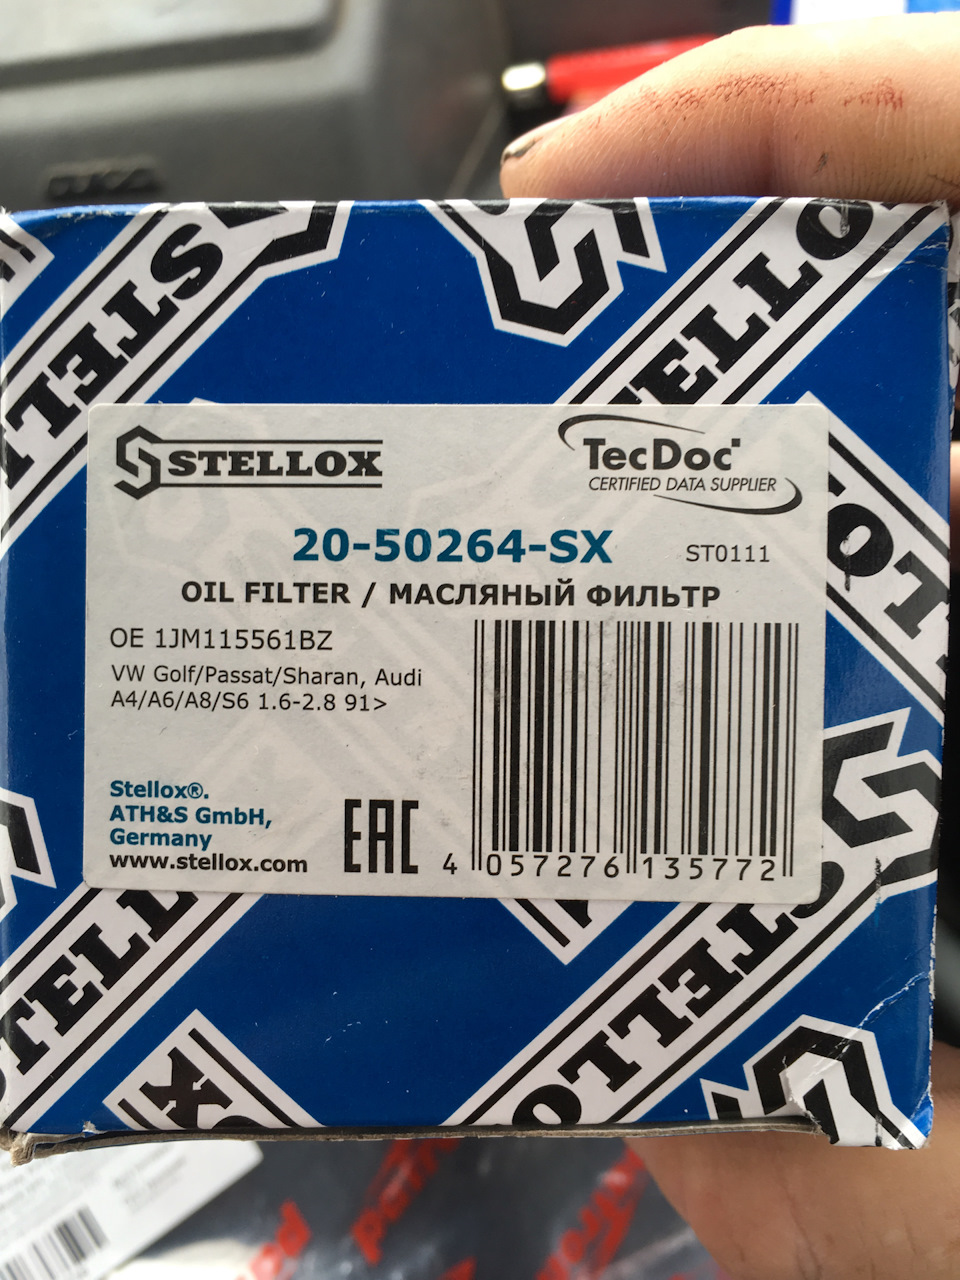 STELLOX
STELLOX
TecDoc
CERTIFIED DATA SUPPLIER
20-50264-SX
ST0111
OIL FILTER / МАСЛЯНЫЙ ФИЛЬТР
OE 1JM115561BZ
VW Golf/Passat/Sharan, Audi
A4/A6/A8/S6 1.6-2.8 91>
Stellox®.
ATH&S GmbH,
Germany
www.stellox.com
EAC
4 057276 135772